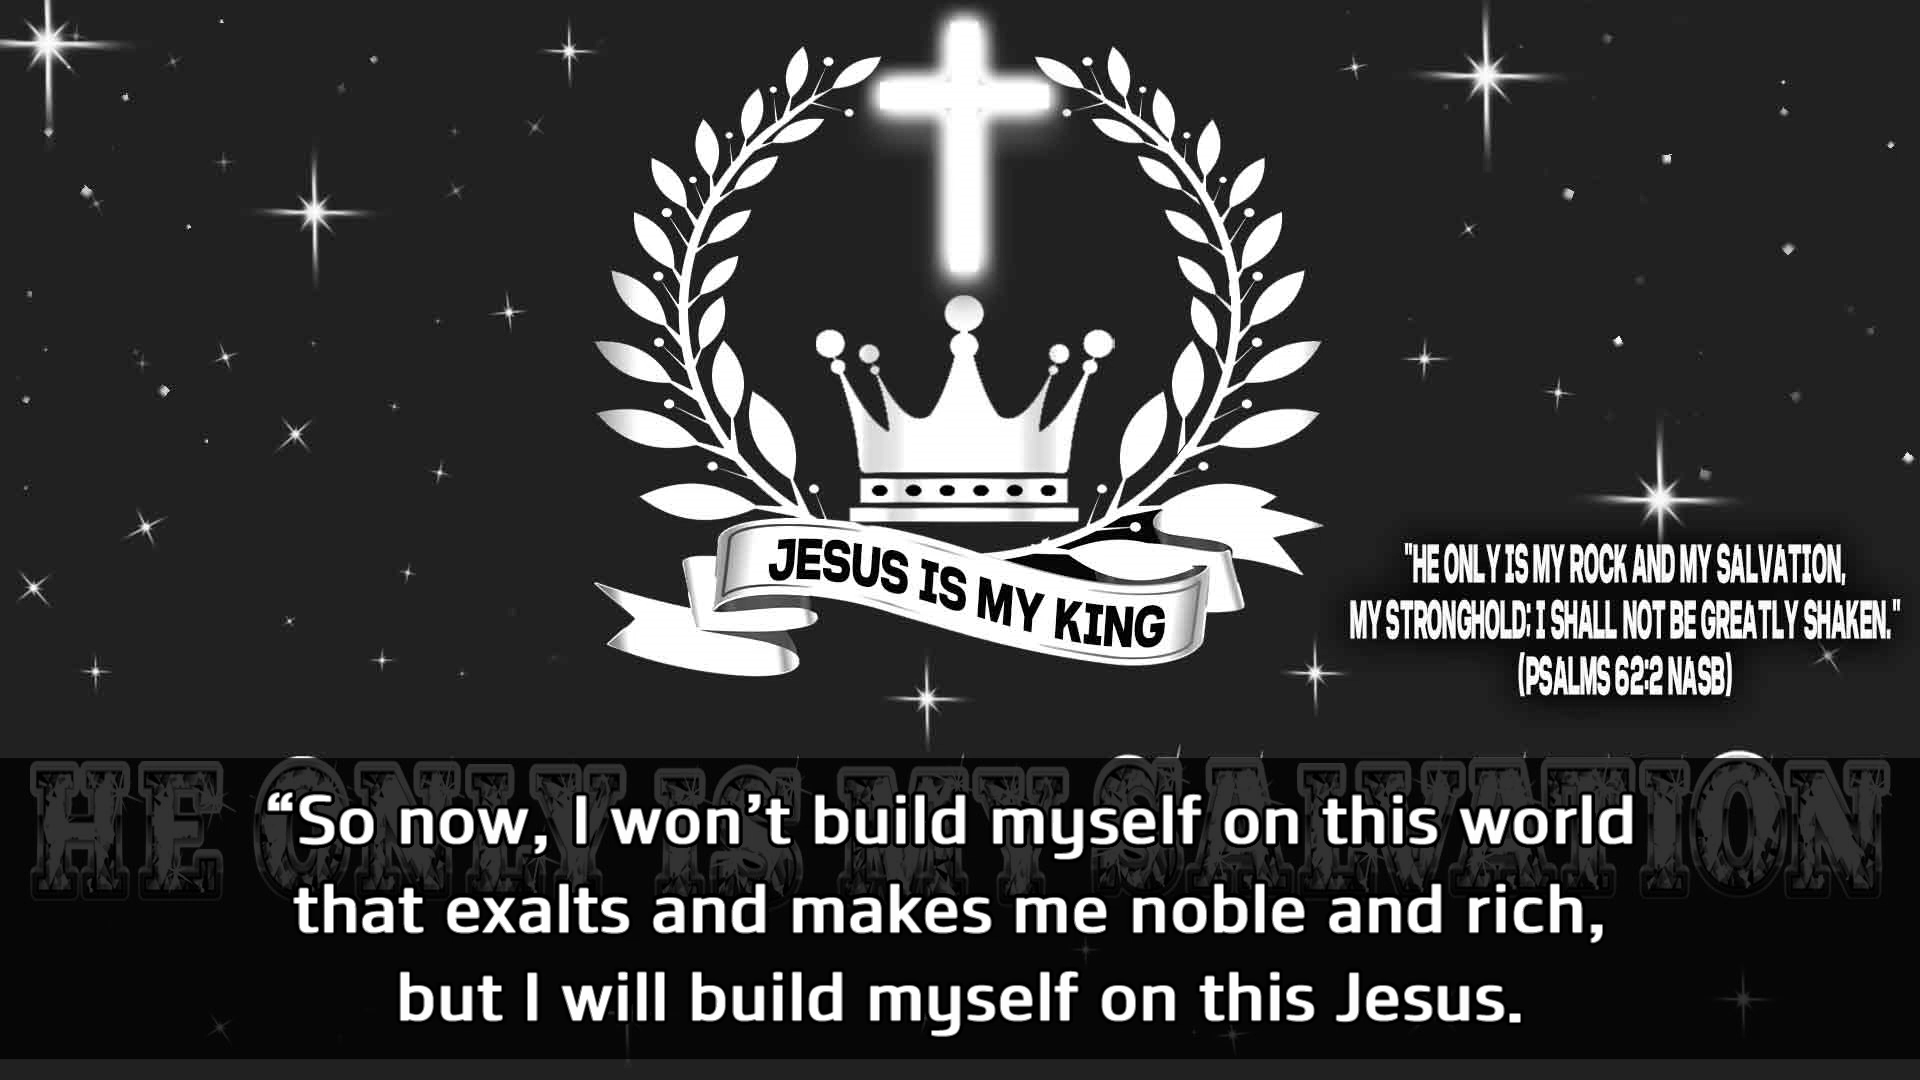 JESUS IS MY KING
"HE ONLY IS MY ROCK AND MY SALVATION,
MY STRONGHOLD; I SHALL NOT BE GREATLY SHAKEN."
(PSALMS 62:2 NASB)
HE ONLY IS MY SALVATION
“So now, I won’t build myself on this world
that exalts and makes me noble and rich,
but I will build myself on this Jesus.